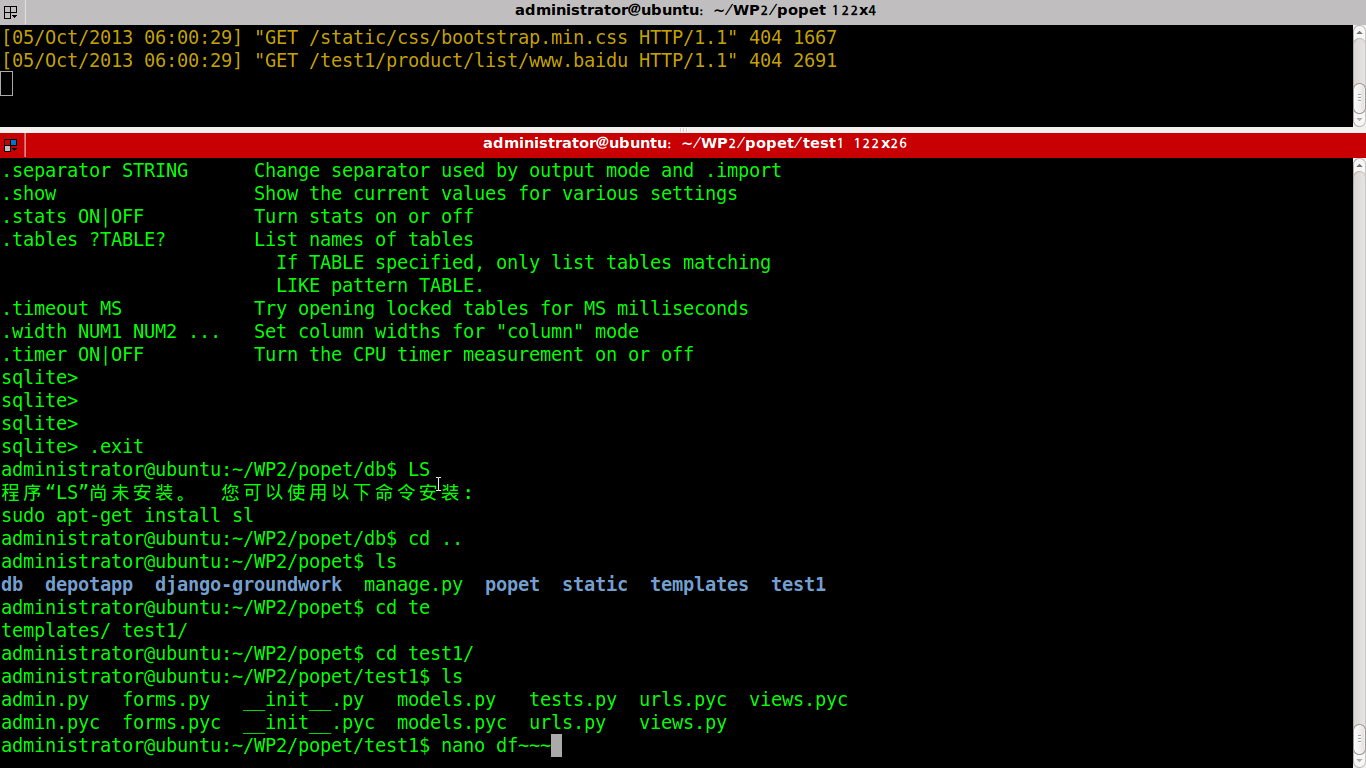 administrator@ubuntu: ~/WP2/popet 122x4
[05/Oct/2013 06:00:29] "GET /static/css/bootstrap.min.css HTTP/1.1" 404 1667
[05/Oct/2013 06:00:29] "GET /test1/product/list/www.baidu HTTP/1.1" 404 2691
administrator@ubuntu: ~/WP2/popet/test1 122x26
.separator STRING      Change separator used by output mode and .import
.show                  Show the current values for various settings
.stats ON|OFF          Turn stats on or off
.tables ?TABLE?        List names of tables
                         If TABLE specified, only list tables matching
                         LIKE pattern TABLE.
.timeout MS            Try opening locked tables for MS milliseconds
.width NUM1 NUM2 ...   Set column widths for "column" mode
.timer ON|OFF          Turn the CPU timer measurement on or off
sqlite>
sqlite>
sqlite>
sqlite> .exit
administrator@ubuntu:~/WP2/popet/db$ LS
程序“LS”尚未安装。  您可以使用以下命令安装:
sudo apt-get install sl
administrator@ubuntu:~/WP2/popet/db$ cd ..
administrator@ubuntu:~/WP2/popet$ ls
db  depotapp  django-groundwork  manage.py  popet  static  templates  test1
administrator@ubuntu:~/WP2/popet$ cd te
templates/ test1/
administrator@ubuntu:~/WP2/popet$ cd test1/
administrator@ubuntu:~/WP2/popet/test1$ ls
admin.py   forms.py   __init__.py   models.py   tests.py  urls.pyc  views.pyc
admin.pyc  forms.pyc  __init__.pyc  models.pyc  urls.py   views.py
administrator@ubuntu:~/WP2/popet/test1$ nano df~~~